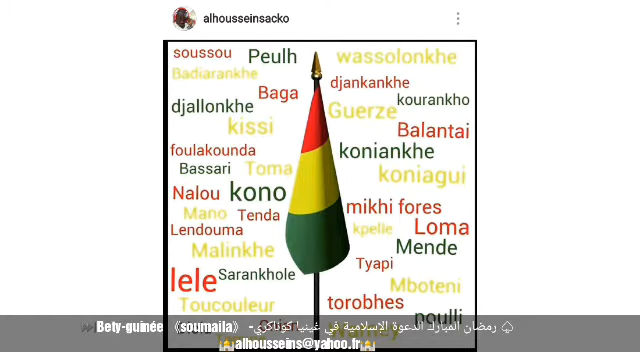 alhousseinsacko
soussou
Peulh
wassolonkhe
Badiarankhe
djankankhe
Baga
kourankho
djallonkhe
Guerze
kissi
Balantai
foulakounda
koniankhe
Bassari
Toma
koniagui
Nalou
kono
mikhi fores
Mano
Tenda
Loma
Lendouma
kpelle
Mende
Malinkhe
Tyapi
lele
Sarankhole
Mboteni
Toucouleur
torobhes
poulli
Bety-guinée 《soumaila》 -رمضان المبارك الدعوة الإسلامية في غينيا كوناكري
alhousseins@yahoo.fr